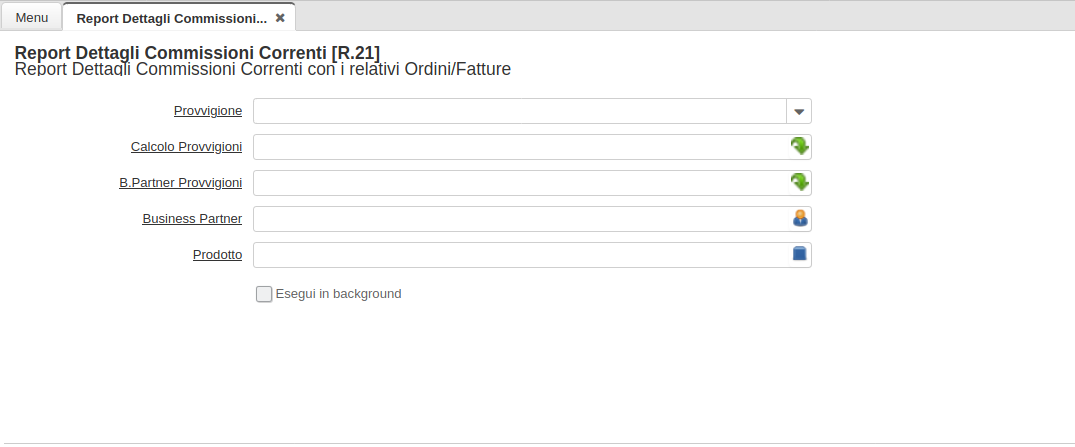 Menu
Report Dettagli Commissioni... ✖
Report Dettagli Commissioni Correnti [R.21]
Report Dettagli Commissioni Correnti con i relativi Ordini/Fatture
Provvigione
Calcolo Provvigioni
B.Partner Provvigioni
Business Partner
Prodotto
Esegui in background